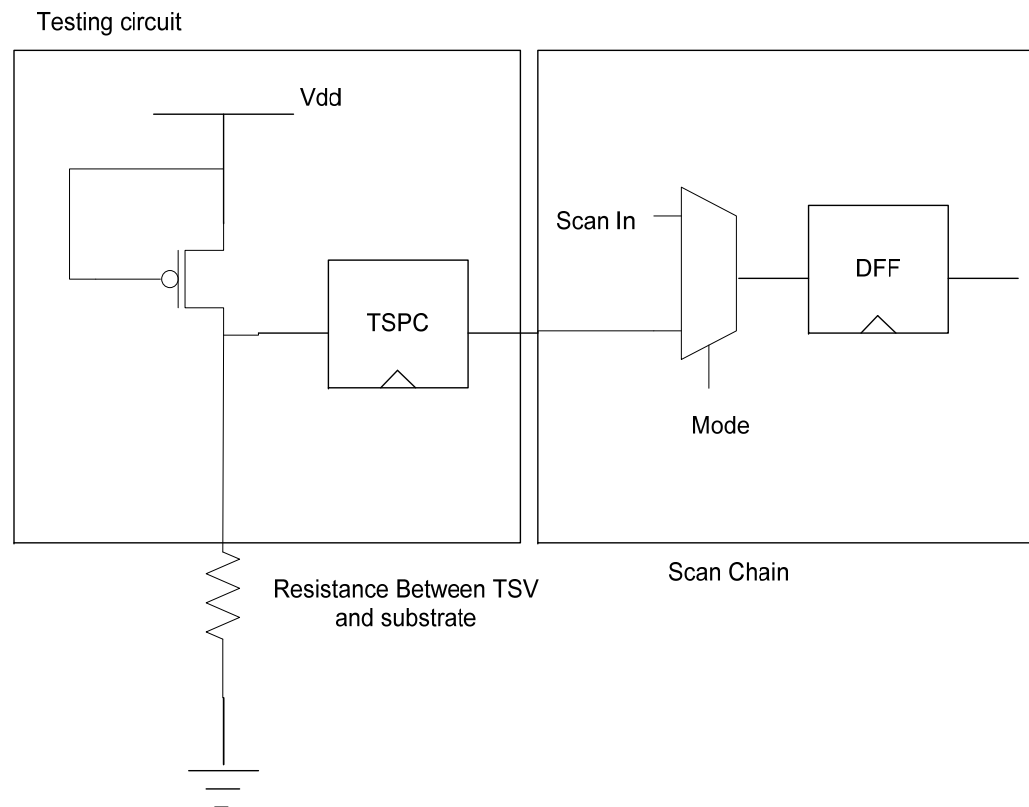 Testing circuit
Vdd
Scan In
DFF
TSPC
Mode
Resistance Between TSV
and substrate
Scan Chain